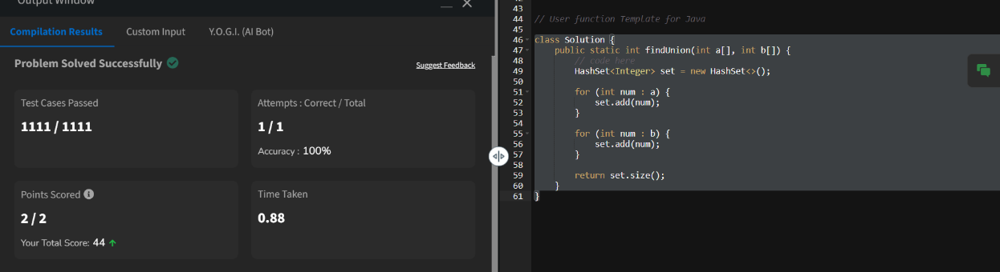 Output Window
Compilation Results
Custom Input
Y.O.G.I. (AI Bot)
Problem Solved Successfully
Suggest Feedback
Test Cases Passed
1111 / 1111
Attempts : Correct / Total
1 / 1
Accuracy : 100%
Points Scored
2 / 2
Your Total Score: 44
Time Taken
0.88
43
44 // User function Template for Java
45
46 class Solution {
47 public static int findUnion(int a[], int b[]) {
48 // code here
49 HashSet<Integer> set = new HashSet<>();
50
51 for (int num : a) {
52 set.add(num);
53 }
54
55 for (int num : b) {
56 set.add(num);
57 }
58
59 return set.size();
60 }
61 }